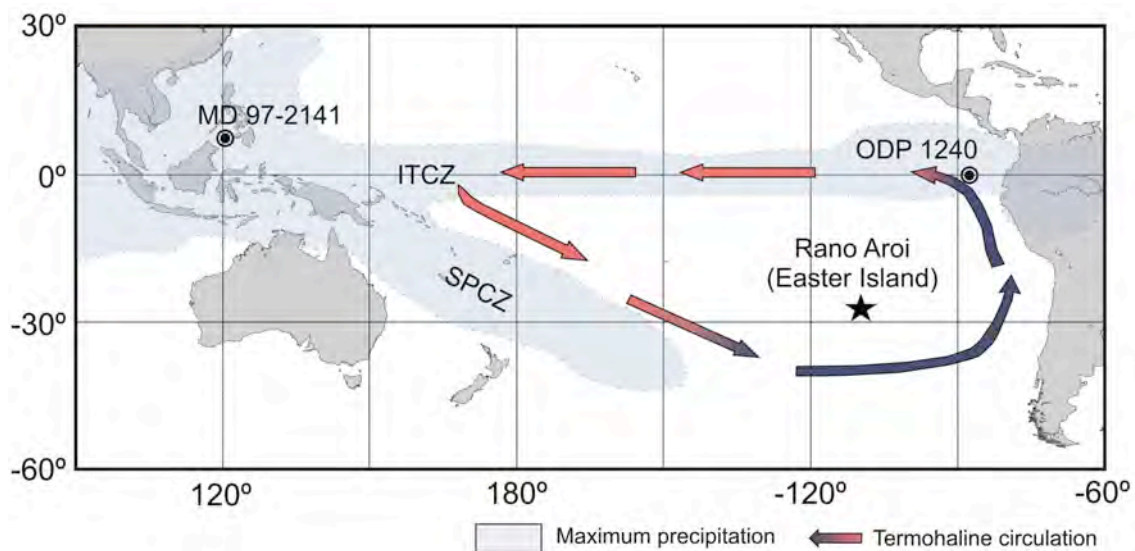 30º
MD 97-2141
ODP 1240
0º
ITCZ
Rano Aroi
(Easter Island)
SPCZ
-30º
-60º
120º
180º
-120º
-60º
Maximum precipitation
Termohaline circulation